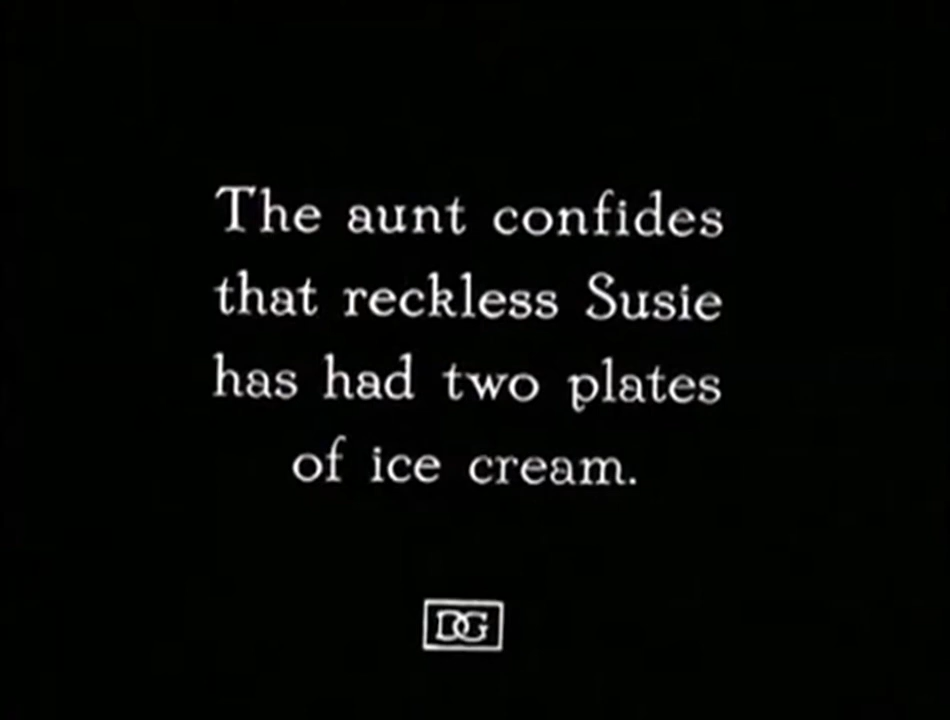 The aunt confides
that reckless Susie
has had two plates
of ice cream.
DG